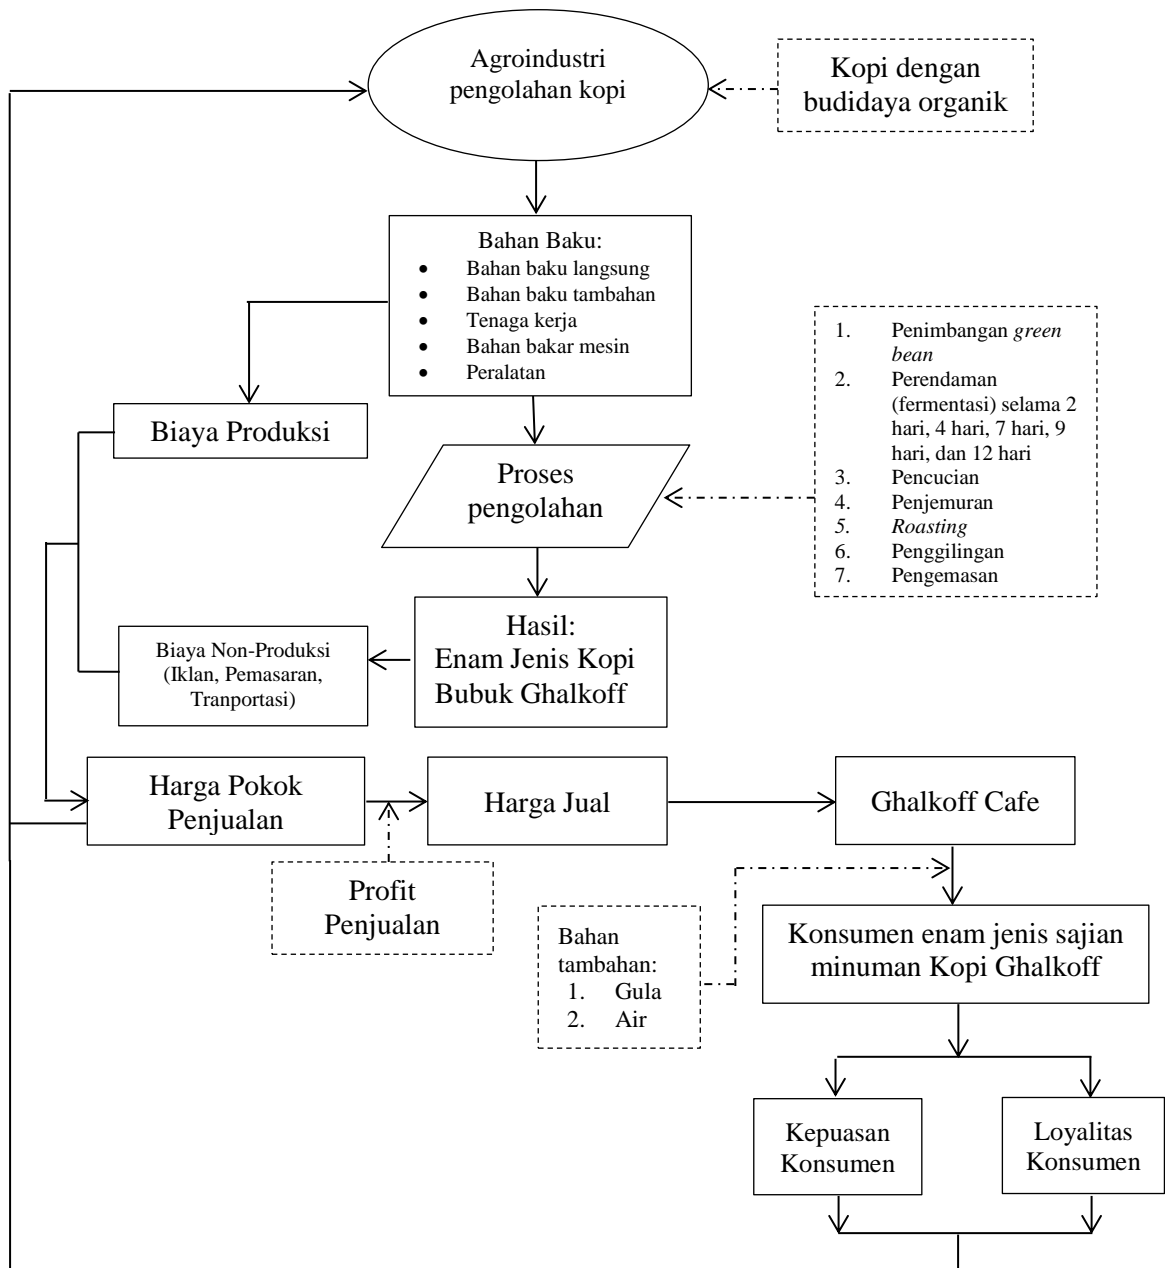 Agroindustri
pengolahan kopi
Kopi dengan
budidaya organik
Bahan Baku:
• Bahan baku langsung
• Bahan baku tambahan
• Tenaga kerja
• Bahan bakar mesin
• Peralatan
1. Penimbangan green
bean
2. Perendaman
(fermentasi) selama 2
hari, 4 hari, 7 hari, 9
hari, dan 12 hari
3. Pencucian
4. Penjemuran
5. Roasting
6. Penggilingan
7. Pengemasan
Biaya Produksi
Proses
pengolahan
Hasil:
Enam Jenis Kopi
Bubuk Ghalkoff
Biaya Non-Produksi
(Iklan, Pemasaran,
Tranportasi)
Harga Pokok
Penjualan
Harga Jual
Ghalkoff Cafe
Profit
Penjualan
Bahan
tambahan:
1. Gula
2. Air
Konsumen enam jenis sajian
minuman Kopi Ghalkoff
Kepuasan
Konsumen
Loyalitas
Konsumen